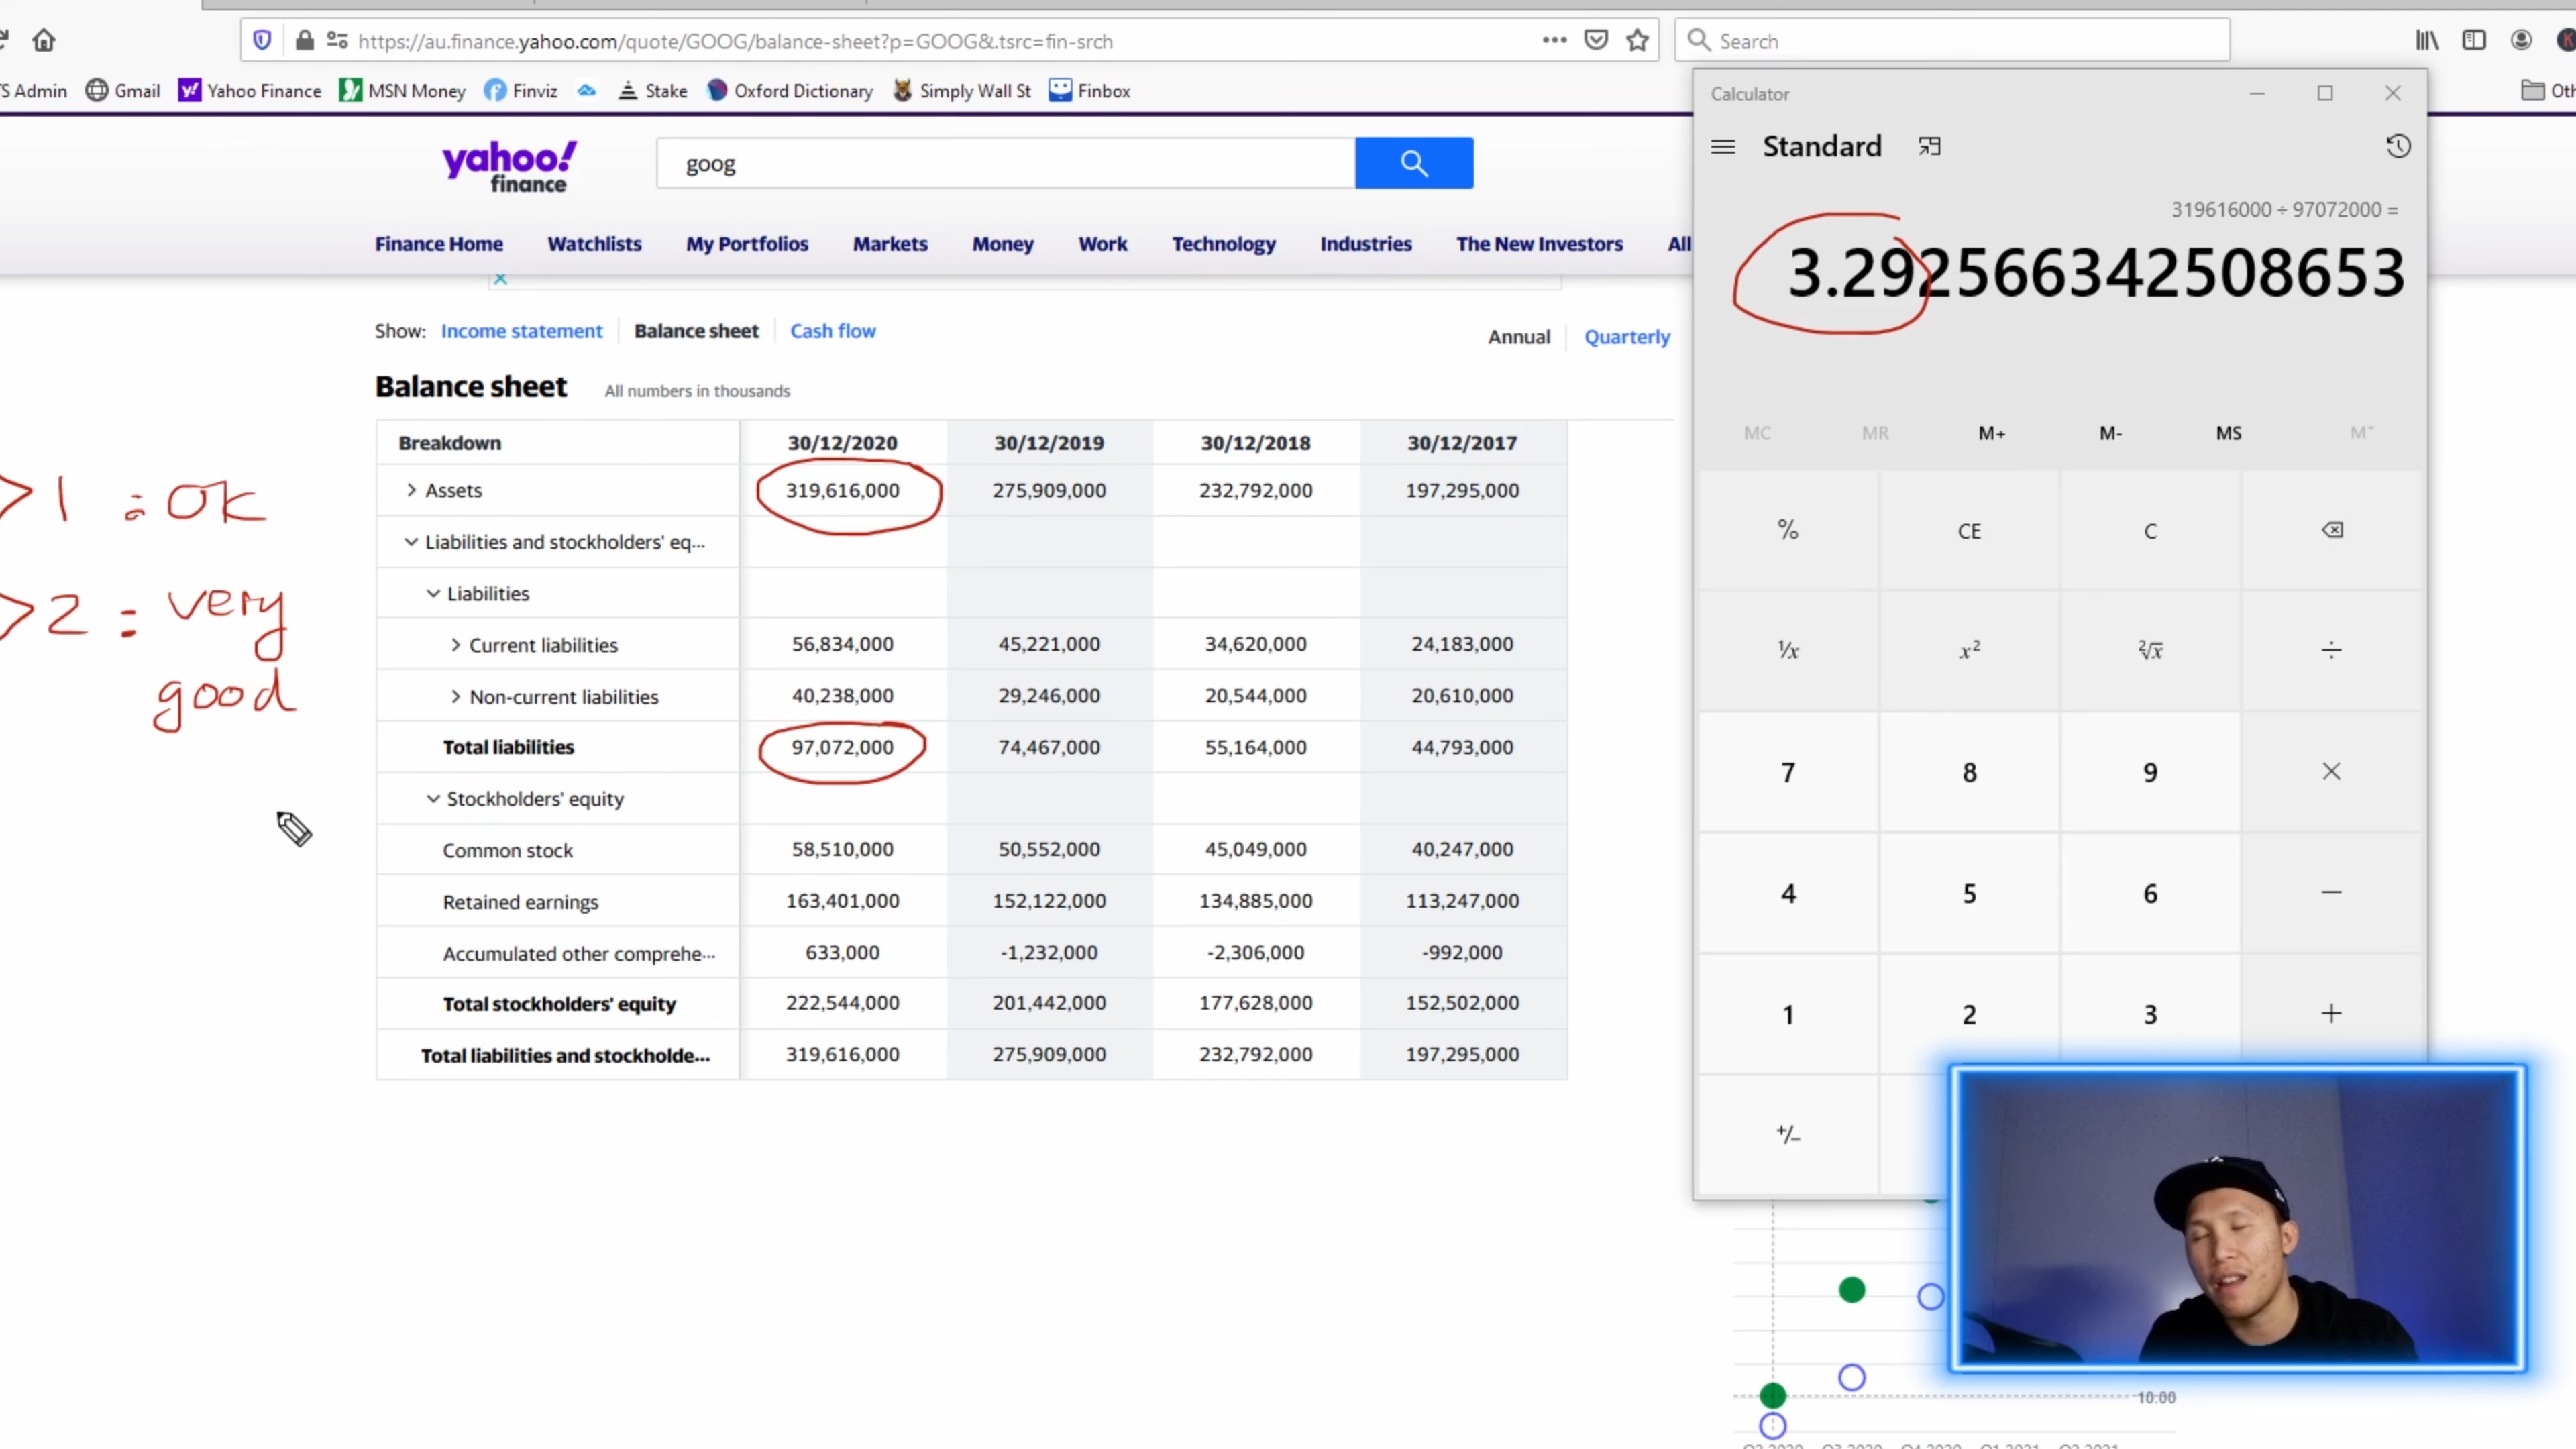 https://au.finance.yahoo.com/quote/GOOG/balance-sheet?p=GOOG&.tsrc=fin-srch
Search
S Admin Gmail Yahoo Finance MSN Money Finviz Stake Oxford Dictionary Simply Wall St Finbox
Calculator
yahoo! finance
goog
Standard
319616000 ÷ 97072000 =
3.292566342508653
Finance Home Watchlists My Portfolios Markets Money Work Technology Industries The New Investors All
Show: Income statement Balance sheet Cash flow
Annual Quarterly
Balance sheet All numbers in thousands
Breakdown 30/12/2020 30/12/2019 30/12/2018 30/12/2017
Assets 319,616,000 275,909,000 232,792,000 197,295,000
Liabilities and stockholders' eq...
Liabilities
Current liabilities 56,834,000 45,221,000 34,620,000 24,183,000
Non-current liabilities 40,238,000 29,246,000 20,544,000 20,610,000
Total liabilities 97,072,000 74,467,000 55,164,000 44,793,000
Stockholders' equity
Common stock 58,510,000 50,552,000 45,049,000 40,247,000
Retained earnings 163,401,000 152,122,000 134,885,000 113,247,000
Accumulated other comprehe... 633,000 -1,232,000 -2,306,000 -992,000
Total stockholders' equity 222,544,000 201,442,000 177,628,000 152,502,000
Total liabilities and stockholde... 319,616,000 275,909,000 232,792,000 197,295,000
>1 = OK
>2 = very
good
MC MR M+ M- MS M˅
% CE C
⅟x x² ²√x ÷
7 8 9 ×
4 5 6 −
1 2 3 +
+/−
10.00